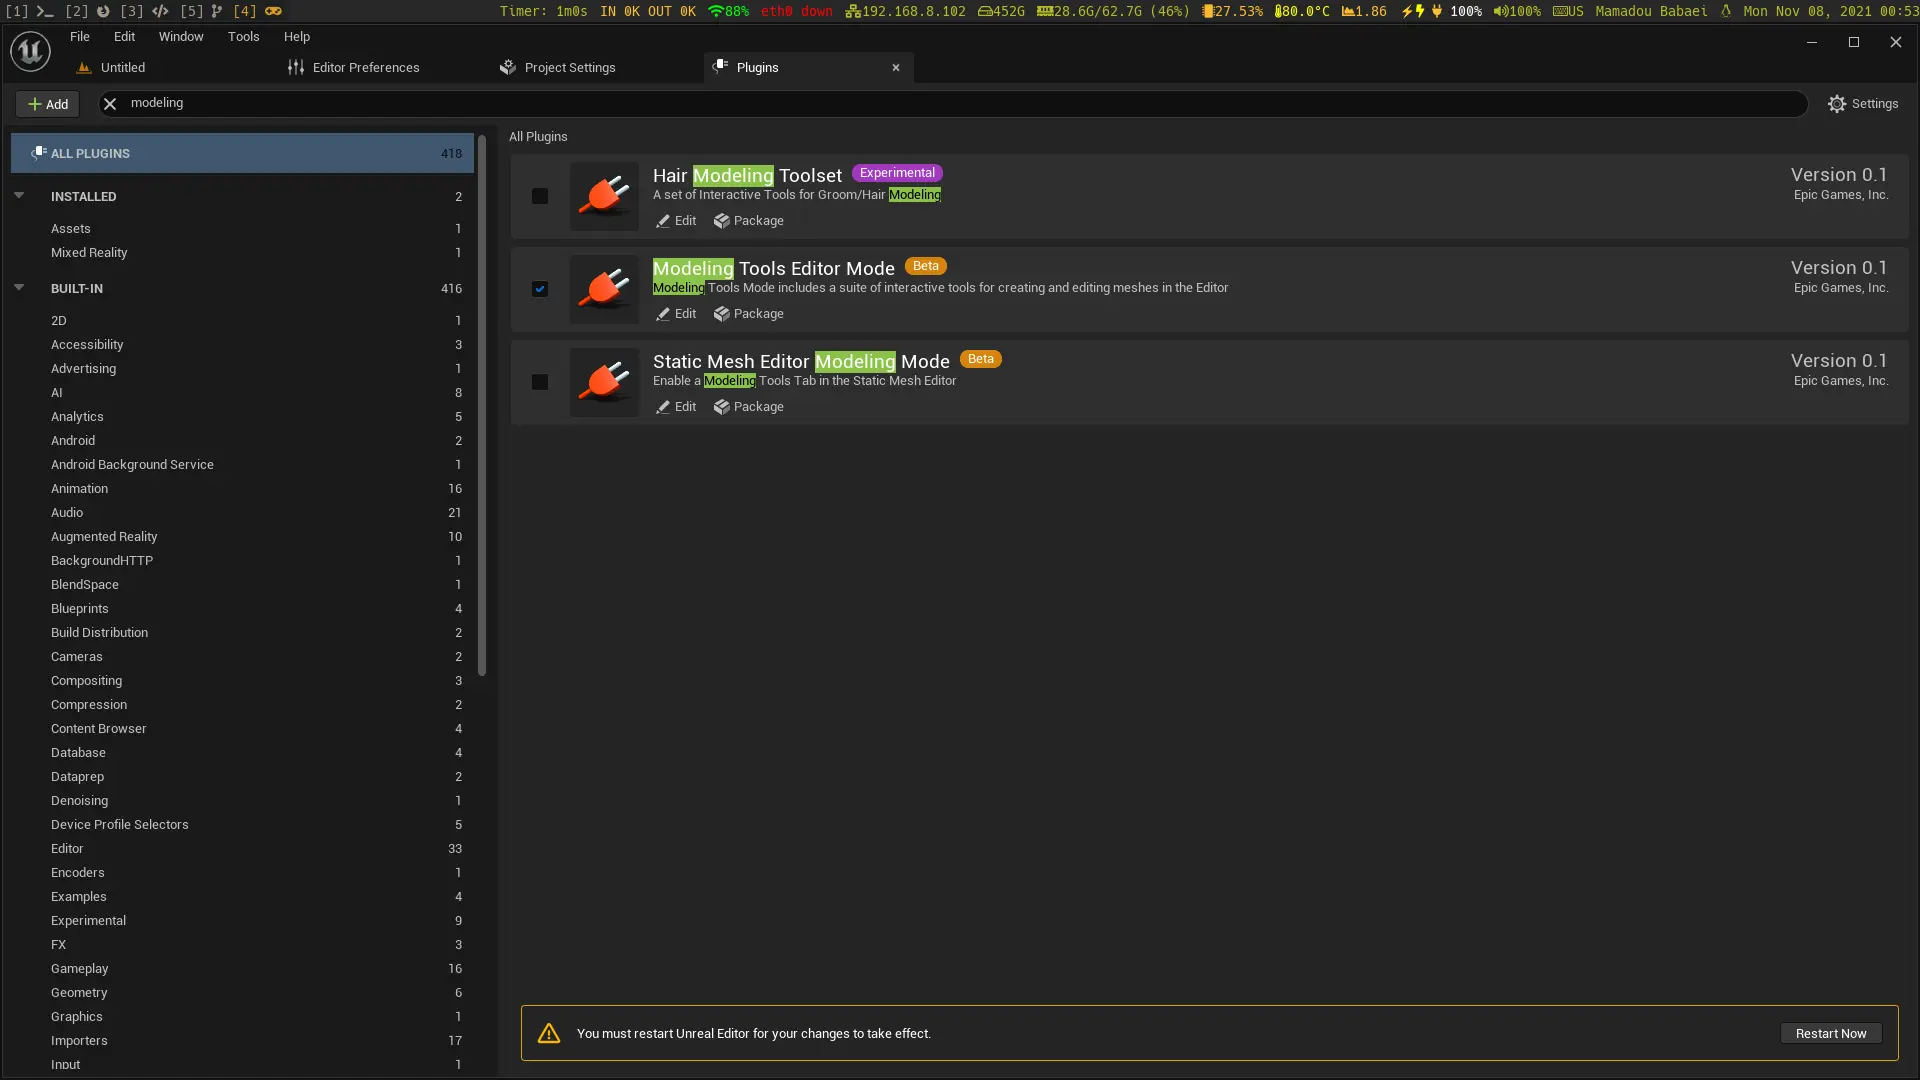 [1] [2] [3] [5] [4] Timer: 1m0s IN 0K OUT 0K 88% eth0 down 192.168.8.102 452G 28.6G/62.7G (46%) 27.53% 80.0°C 1.86 100% 100% US Mamadou Babaei Mon Nov 08, 2021 00:53
File Edit Window Tools Help
Untitled Editor Preferences Project Settings Plugins
Add modeling Settings
ALL PLUGINS 418
INSTALLED 2
Assets 1
Mixed Reality 1
BUILT-IN 416
2D 1
Accessibility 3
Advertising 1
AI 8
Analytics 5
Android 2
Android Background Service 1
Animation 16
Audio 21
Augmented Reality 10
BackgroundHTTP 1
BlendSpace 1
Blueprints 4
Build Distribution 2
Cameras 2
Compositing 3
Compression 2
Content Browser 4
Database 4
Dataprep 2
Denoising 1
Device Profile Selectors 5
Editor 33
Encoders 1
Examples 4
Experimental 9
FX 3
Gameplay 16
Geometry 6
Graphics 1
Importers 17
Input 1
All Plugins
Hair Modeling Toolset Experimental Version 0.1
A set of Interactive Tools for Groom/Hair Modeling Epic Games, Inc.
Edit Package
Modeling Tools Editor Mode Beta Version 0.1
Modeling Tools Mode includes a suite of interactive tools for creating and editing meshes in the Editor Epic Games, Inc.
Edit Package
Static Mesh Editor Modeling Mode Beta Version 0.1
Enable a Modeling Tools Tab in the Static Mesh Editor Epic Games, Inc.
Edit Package
You must restart Unreal Editor for your changes to take effect. Restart Now